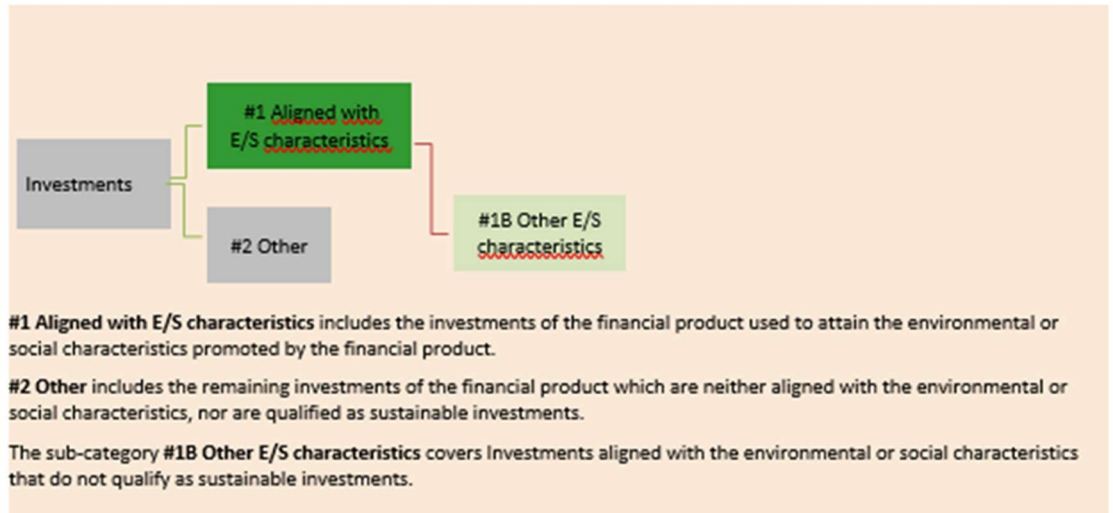 #1 Aligned with
E/S characteristics
Investments
#2 Other
#1B Other E/S
characteristics
#1 Aligned with E/S characteristics includes the investments of the financial product used to attain the environmental or
social characteristics promoted by the financial product.
#2 Other includes the remaining investments of the financial product which are neither aligned with the environmental or
social characteristics, nor are qualified as sustainable investments.
The sub-category #1B Other E/S characteristics covers Investments aligned with the environmental or social characteristics
that do not qualify as sustainable investments.